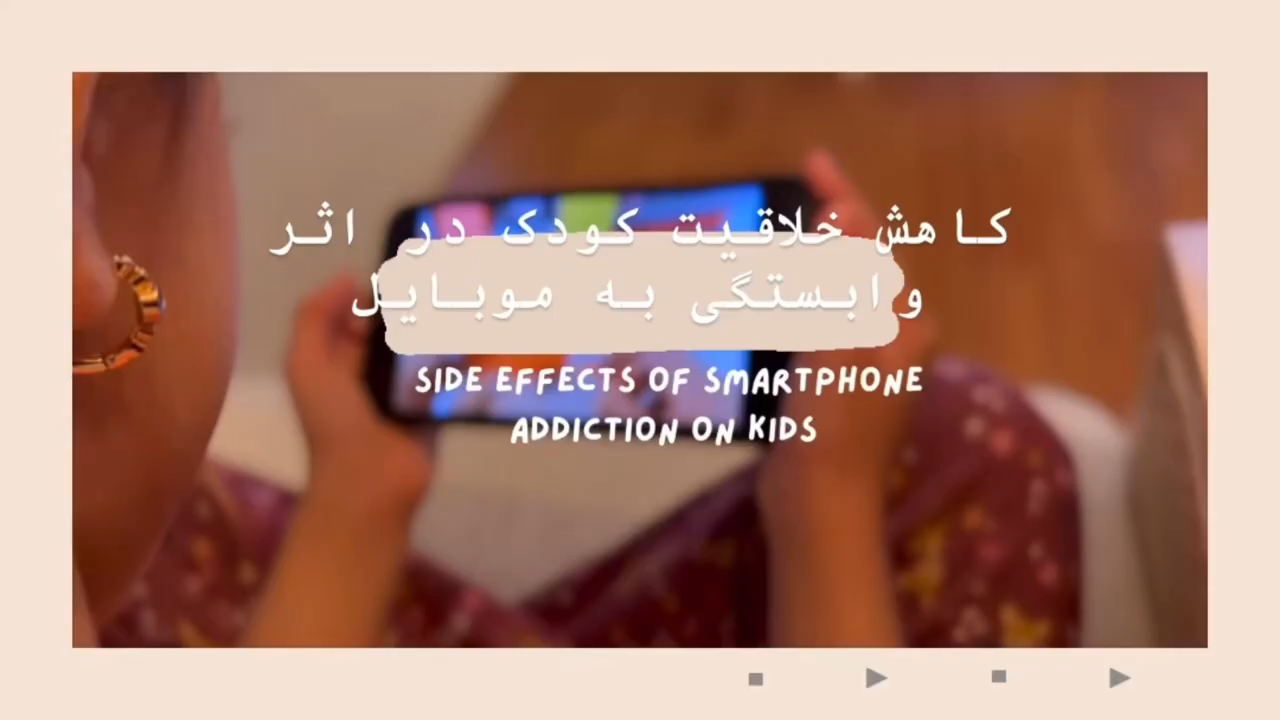 کاهش خلاقیت کودک در اثر
وابستگی به موبایل
SIDE EFFECTS OF SMARTPHONE
ADDICTION ON KIDS